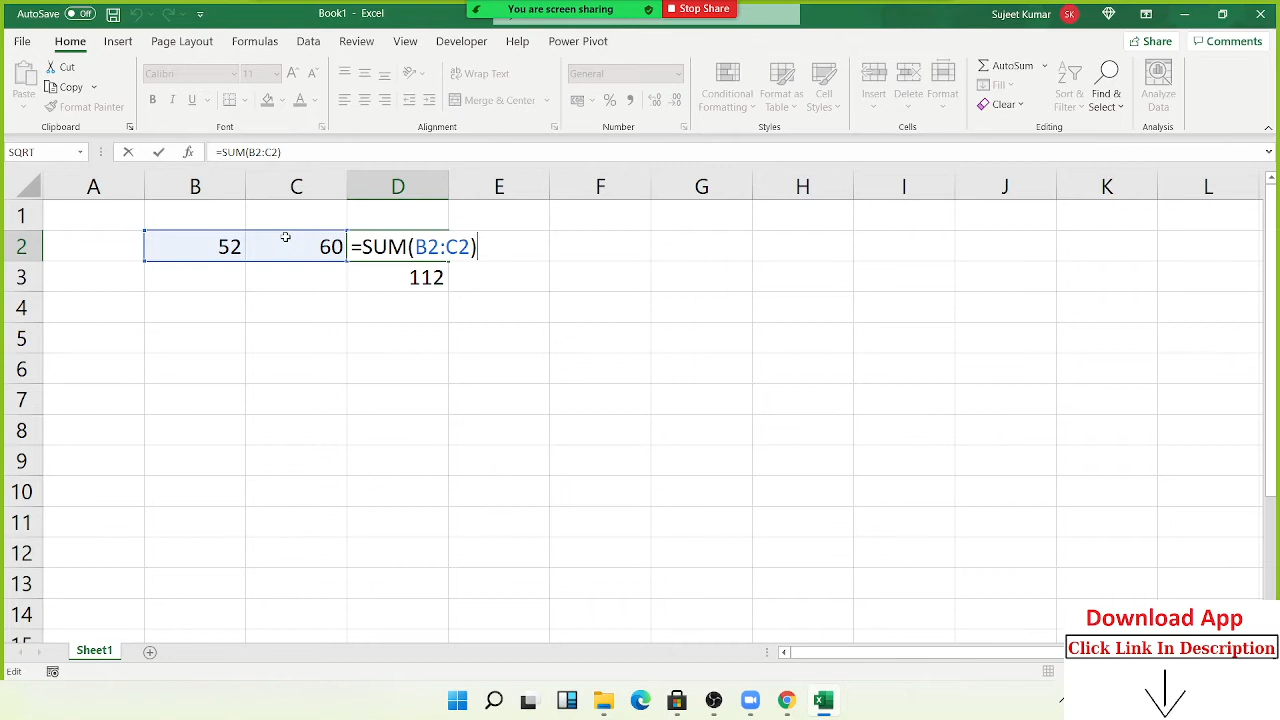 AutoSave Off
Book1 - Excel
You are screen sharing
Stop Share
Sujeet Kumar
SK
File Home Insert Page Layout Formulas Data Review View Developer Help Power Pivot
Share
Comments
Paste
Cut
Copy
Format Painter
Clipboard
Calibri
11
B I U
Font
Wrap Text
Merge & Center
Alignment
General
Number
Conditional Formatting
Format as Table
Cell Styles
Styles
Insert
Delete
Format
Cells
AutoSum
Fill
Clear
Sort & Filter
Find & Select
Editing
Analyze Data
Analysis
SQRT
fx
=SUM(B2:C2)
A B C D E F G H I J K L
1
2 52 60 =SUM(B2:C2)
3 112
4
5
6
7
8
9
10
11
12
13
14
15
Sheet1
Edit
Download App
Click Link In Description